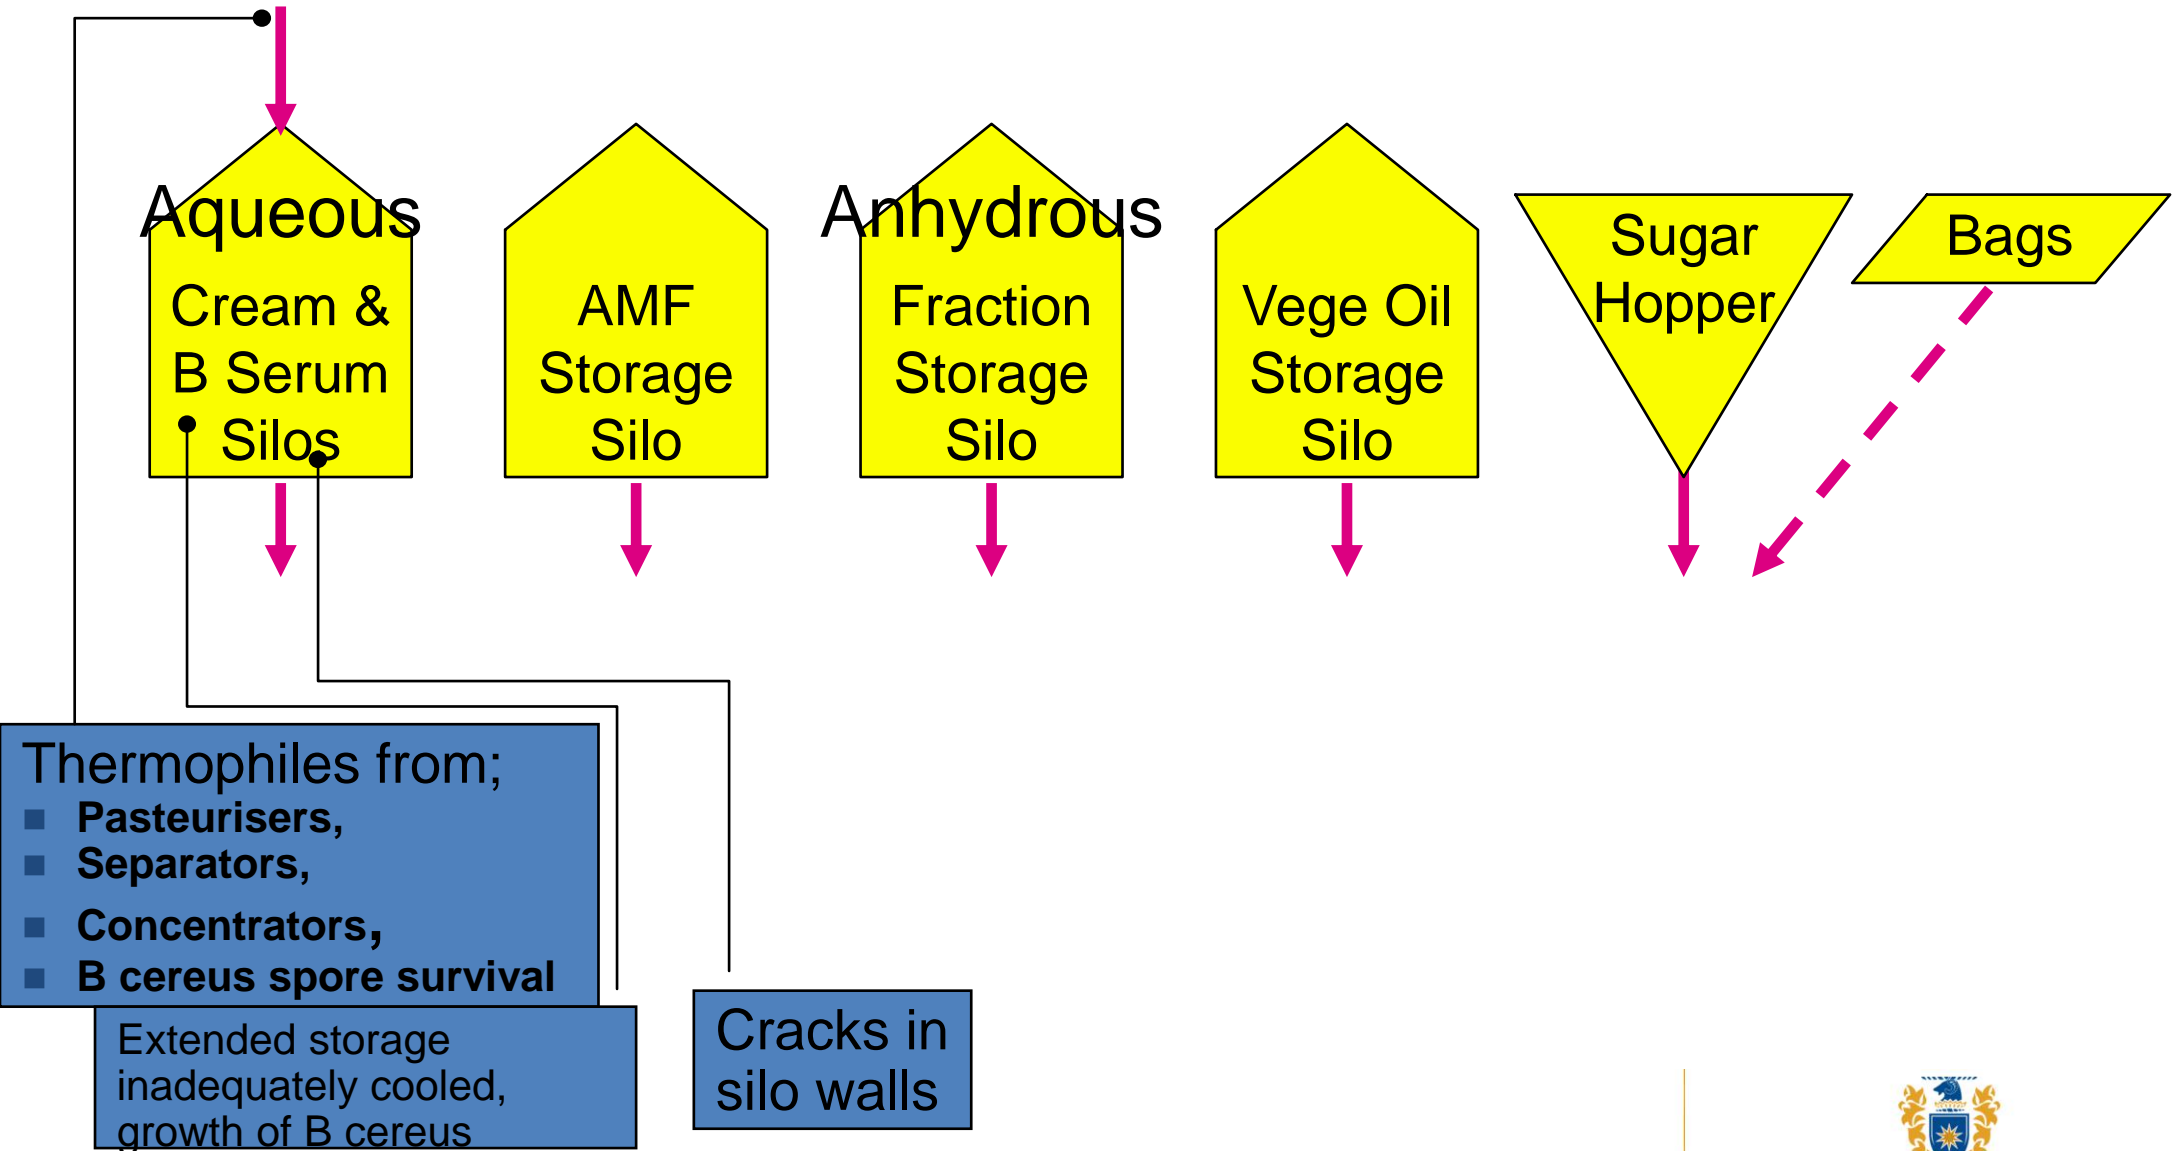 Aqueous
Cream &
B Serum
Silos
AMF
Storage
Silo
Anhydrous
Fraction
Storage
Silo
Vege Oil
Storage
Silo
Sugar
Hopper
Bags
Thermophiles from;
Pasteurisers,
Separators,
Concentrators,
B cereus spore survival
Extended storage
inadequately cooled,
growth of B cereus
Cracks in
silo walls